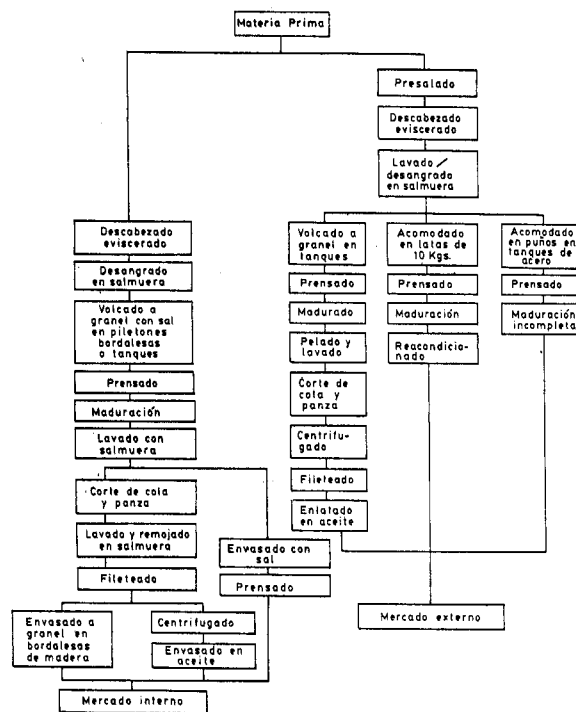 Materia Prima
Presalado
Descabezado
eviscerado
Lavado /
desangrado
en salmuera
Descabezado
eviscerado
Desangrado
en salmuera
Volcado a
granel con sal
en piletones
bordalesas
o tanques
Prensado
Maduración
Lavado con
salmuera
Corte de cola
y panza
Lavado y remojado
en salmuera
Fileteado
Envasado a
granel en
bordalesas
de madera
Centrifugado
Envasado en
aceite
Envasado con
sal
Prensado
Mercado interno
Volcado a
granel en
tanques
Prensado
Madurado
Pelado y
lavado
Corte de
cola y
panza
Centrifu-
gado
Fileteado
Enlatado
en aceite
Acomodado
en latas de
10 Kgs.
Prensado
Maduración
Reacondicio-
nado
Acomodado
en puños en
tanques de
acero
Prensado
Maduración
incompleta
Mercado externo